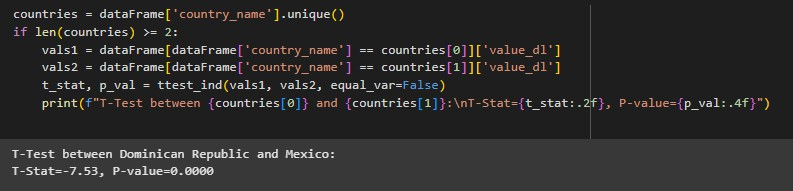 countries = dataFrame['country_name'].unique()
if len(countries) >= 2:
    vals1 = dataFrame[dataFrame['country_name'] == countries[0]]['value_dl']
    vals2 = dataFrame[dataFrame['country_name'] == countries[1]]['value_dl']
    t_stat, p_val = ttest_ind(vals1, vals2, equal_var=False)
    print(f"T-Test between {countries[0]} and {countries[1]}:\nT-Stat={t_stat:.2f}, P-value={p_val:.4f}")
T-Test between Dominican Republic and Mexico:
T-Stat=-7.53, P-value=0.0000